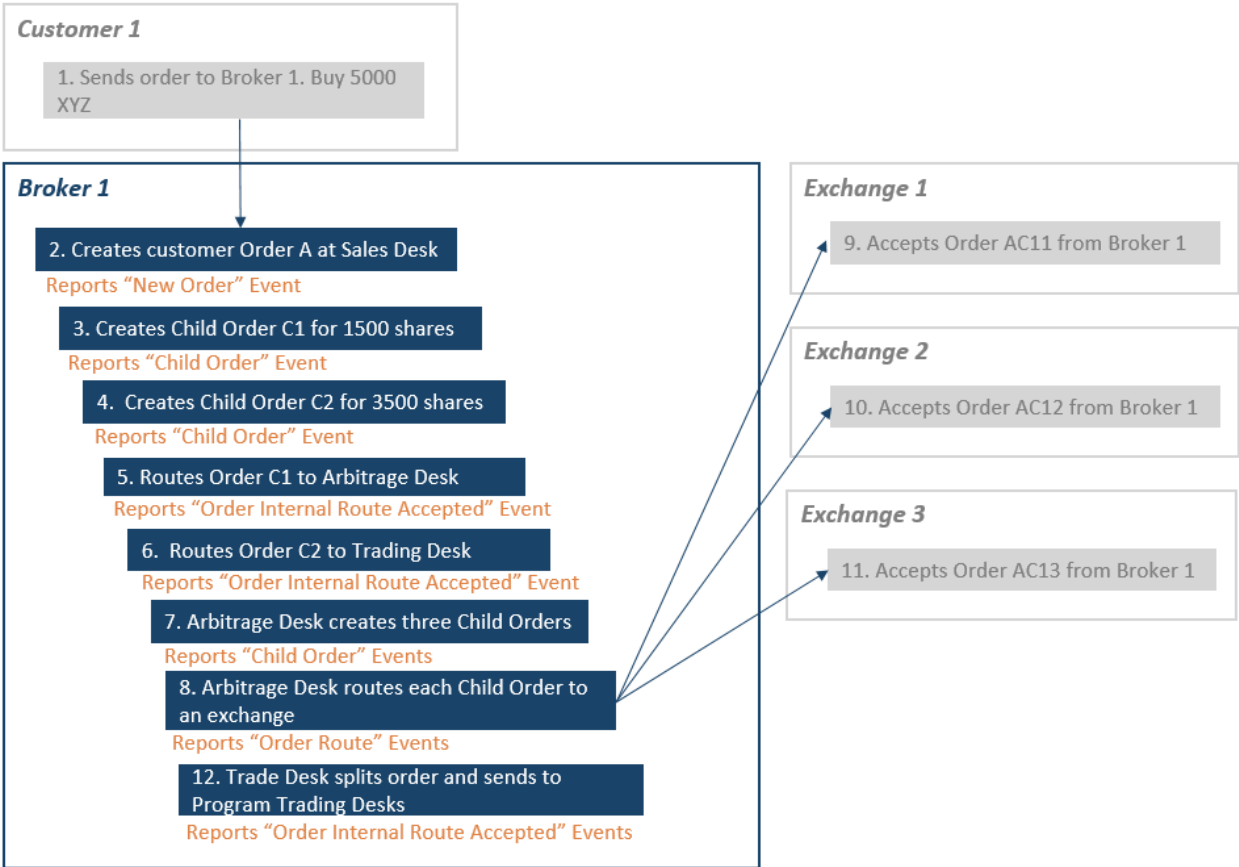 Customer 1
1. Sends order to Broker 1. Buy 5000
XYZ
Broker 1
2. Creates customer Order A at Sales Desk
Reports “New Order” Event
3. Creates Child Order C1 for 1500 shares
Reports “Child Order” Event
4. Creates Child Order C2 for 3500 shares
Reports “Child Order” Event
5. Routes Order C1 to Arbitrage Desk
Reports “Order Internal Route Accepted” Event
6. Routes Order C2 to Trading Desk
Reports “Order Internal Route Accepted” Event
7. Arbitrage Desk creates three Child Orders
Reports “Child Order” Events
8. Arbitrage Desk routes each Child Order to
an exchange
Reports “Order Route” Events
12. Trade Desk splits order and sends to
Program Trading Desks
Reports “Order Internal Route Accepted” Events
Exchange 1
9. Accepts Order AC11 from Broker 1
Exchange 2
10. Accepts Order AC12 from Broker 1
Exchange 3
11. Accepts Order AC13 from Broker 1